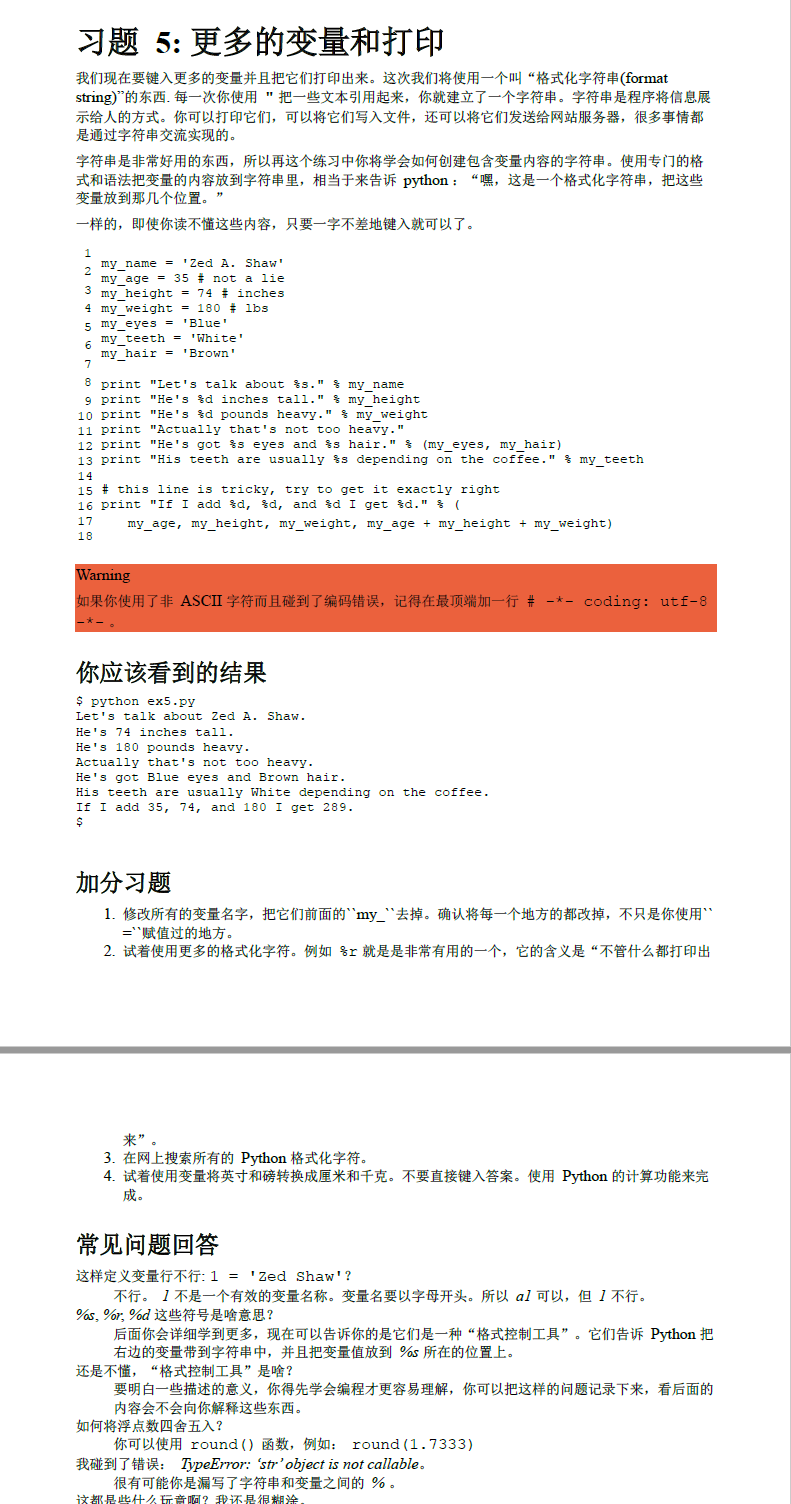 习题 5: 更多的变量和打印
我们现在要键入更多的变量并且把它们打印出来。这次我们将使用一个叫“格式化字符串(format
string)”的东西. 每一次你使用 " 把一些文本引用起来，你就建立了一个字符串。字符串是程序将信息展
示给人的方式。你可以打印它们，可以将它们写入文件，还可以将它们发送给网站服务器，很多事情都
是通过字符串交流实现的。
字符串是非常好用的东西，所以再这个练习中你将学会如何创建包含变量内容的字符串。使用专门的格
式和语法把变量的内容放到字符串里，相当于来告诉 python ：“嘿，这是一个格式化字符串，把这些
变量放到那几个位置。”
一样的，即使你读不懂这些内容，只要一字不差地键入就可以了。
1
2
3
4
5
6
7
8
9
10
11
12
13
14
15
16
17
18
my_name = 'Zed A. Shaw'
my_age = 35 # not a lie
my_height = 74 # inches
my_weight = 180 # lbs
my_eyes = 'Blue'
my_teeth = 'White'
my_hair = 'Brown'
print "Let's talk about %s." % my_name
print "He's %d inches tall." % my_height
print "He's %d pounds heavy." % my_weight
print "Actually that's not too heavy."
print "He's got %s eyes and %s hair." % (my_eyes, my_hair)
print "His teeth are usually %s depending on the coffee." % my_teeth
# this line is tricky, try to get it exactly right
print "If I add %d, %d, and %d I get %d." % (
my_age, my_height, my_weight, my_age + my_height + my_weight)
Warning
如果你使用了非 ASCII 字符而且碰到了编码错误，记得在最顶端加一行 # -*- coding: utf-8
-*- 。
你应该看到的结果
$ python ex5.py
Let's talk about Zed A. Shaw.
He's 74 inches tall.
He's 180 pounds heavy.
Actually that's not too heavy.
He's got Blue eyes and Brown hair.
His teeth are usually White depending on the coffee.
If I add 35, 74, and 180 I get 289.
$
加分习题
1. 修改所有的变量名字，把它们前面的``my_``去掉。确认将每一个地方的都改掉，不只是你使用``
=``赋值过的地方。
2. 试着使用更多的格式化字符。例如 %r 就是是非常有用的一个，它的含义是“不管什么都打印出
来”。
3. 在网上搜索所有的 Python 格式化字符。
4. 试着使用变量将英寸和磅转换成厘米和千克。不要直接键入答案。使用 Python 的计算功能来完
成。
常见问题回答
这样定义变量行不行: 1 = 'Zed Shaw'?
不行。 1 不是一个有效的变量名称。变量名要以字母开头。所以 a1 可以，但 1 不行。
%s, %r, %d 这些符号是啥意思?
后面你会详细学到更多，现在可以告诉你的是它们是一种“格式控制工具”。它们告诉 Python 把
右边的变量带到字符串中，并且把变量值放到 %s 所在的位置上。
还是不懂，“格式控制工具”是啥?
要明白一些描述的意义，你得先学会编程才更容易理解，你可以把这样的问题记录下来，看后面的
内容会不会向你解释这些东西。
如何将浮点数四舍五入?
你可以使用 round() 函数，例如: round(1.7333)
我碰到了错误: TypeError: ‘str’ object is not callable。
很有可能你是漏写了字符串和变量之间的 % 。
这都是些什么玩意啊? 我还是很糊涂。